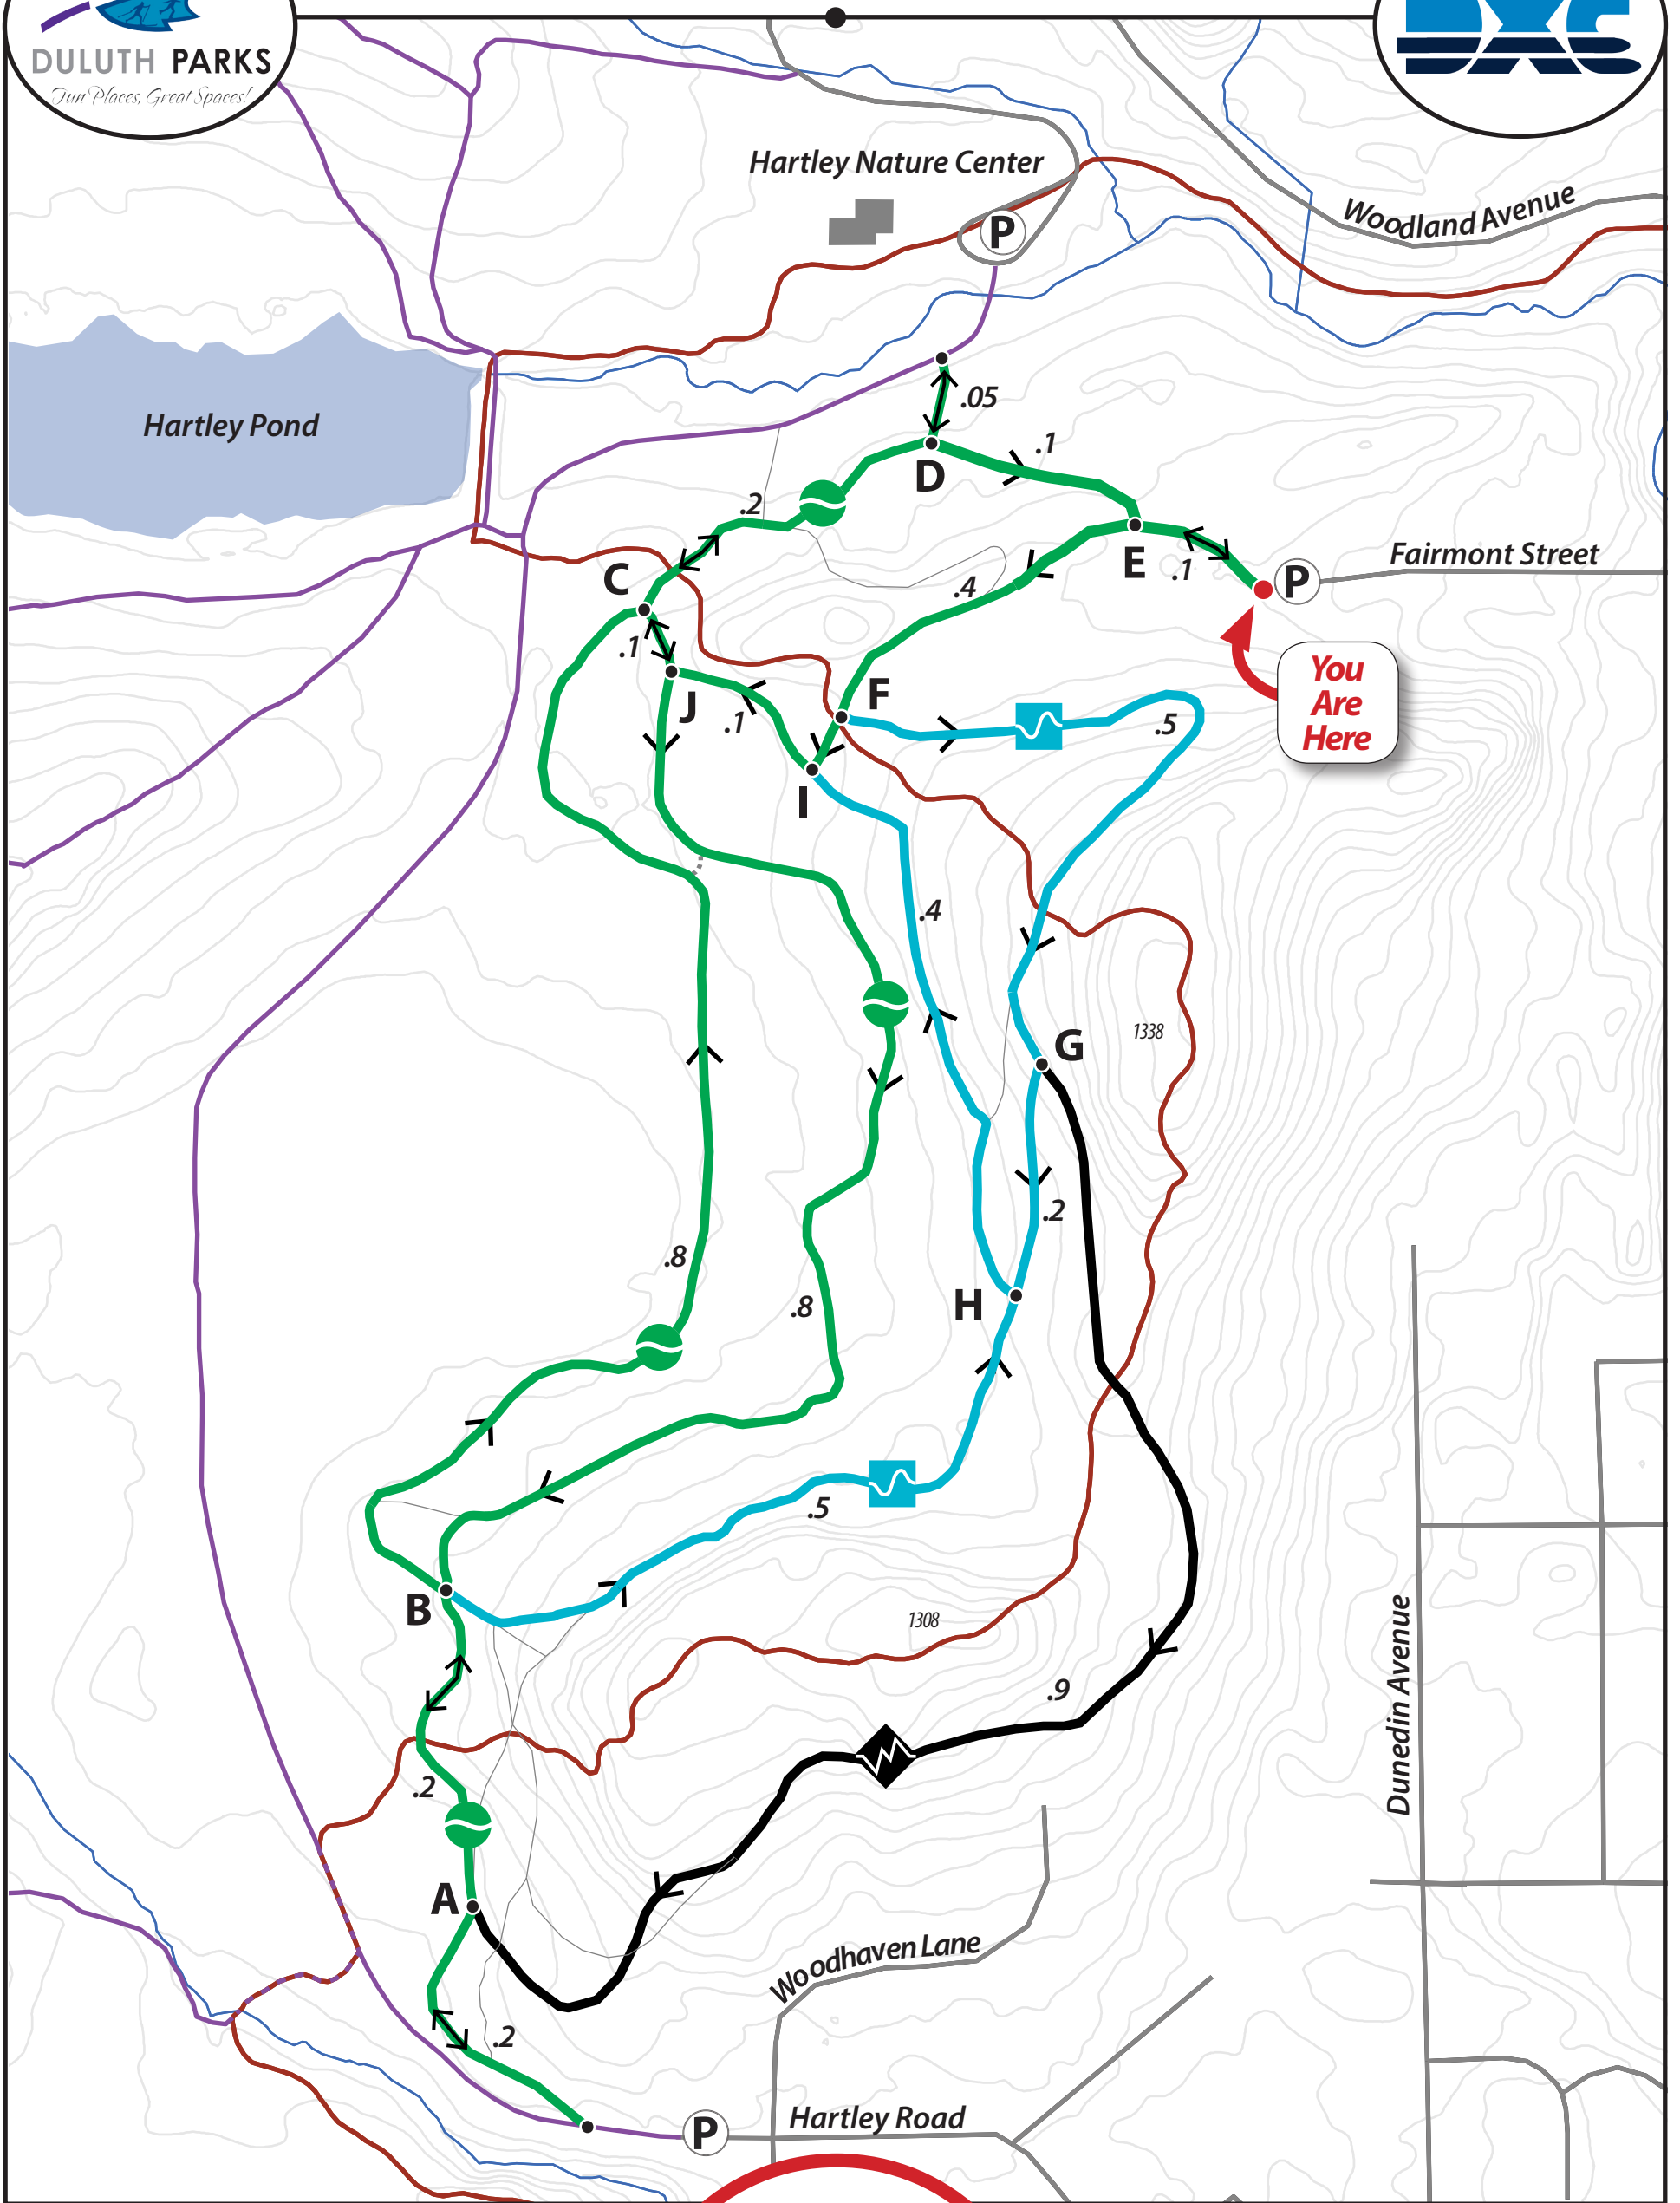 DULUTH PARKS
Fun Places, Great Spaces!
DXC
Hartley Nature Center
P
Woodland Avenue
Hartley Pond
.05
D
.1
.2
E
.1
P
Fairmont Street
C
.4
.1
You
Are
Here
J
.1
F
.5
I
.4
G
1338
.2
.8
H
.8
.5
B
1308
.9
Dunedin Avenue
.2
A
Woodhaven Lane
.2
P
Hartley Road